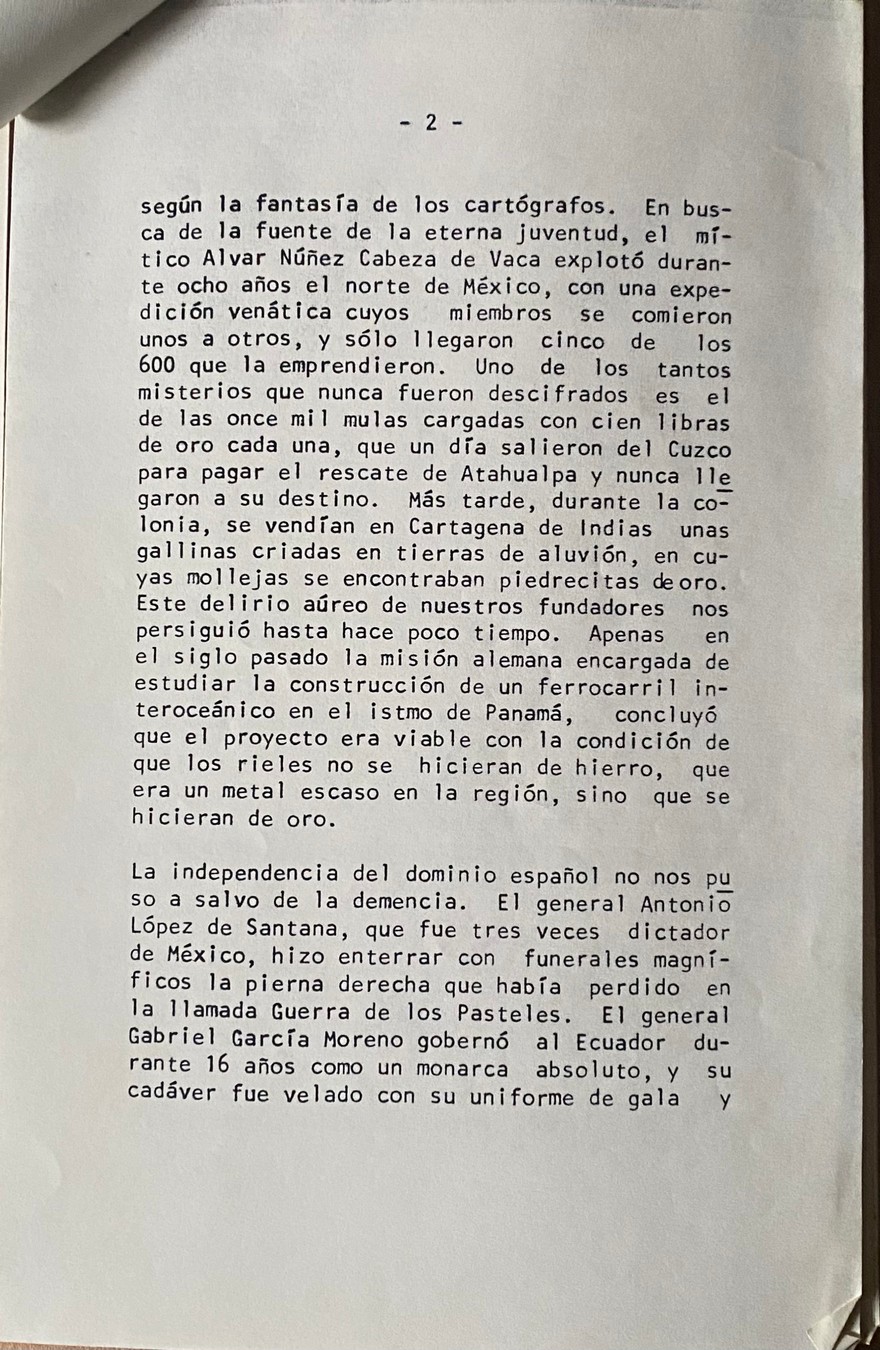 - 2 -
según la fantasía de los cartógrafos. En bus-
ca de la fuente de la eterna juventud, el mí-
tico Alvar Núñez Cabeza de Vaca explotó duran-
te ocho años el norte de México, con una expe-
dición venática cuyos miembros se comieron
unos a otros, y sólo llegaron cinco de los
600 que la emprendieron. Uno de los tantos
misterios que nunca fueron descifrados es el
de las once mil mulas cargadas con cien libras
de oro cada una, que un día salieron del Cuzco
para pagar el rescate de Atahualpa y nunca lle
garon a su destino. Más tarde, durante la co-
lonia, se vendían en Cartagena de Indias unas
gallinas criadas en tierras de aluvión, en cu-
yas mollejas se encontraban piedrecitas de oro.
Este delirio aúreo de nuestros fundadores nos
persiguió hasta hace poco tiempo. Apenas en
el siglo pasado la misión alemana encargada de
estudiar la construcción de un ferrocarril in-
teroceánico en el istmo de Panamá, concluyó
que el proyecto era viable con la condición de
que los rieles no se hicieran de hierro, que
era un metal escaso en la región, sino que se
hicieran de oro.
La independencia del dominio español no nos pu
so a salvo de la demencia. El general Antonio
López de Santana, que fue tres veces dictador
de México, hizo enterrar con funerales magní-
ficos la pierna derecha que había perdido en
la llamada Guerra de los Pasteles. El general
Gabriel García Moreno gobernó al Ecuador du-
rante 16 años como un monarca absoluto, y su
cadáver fue velado con su uniforme de gala y